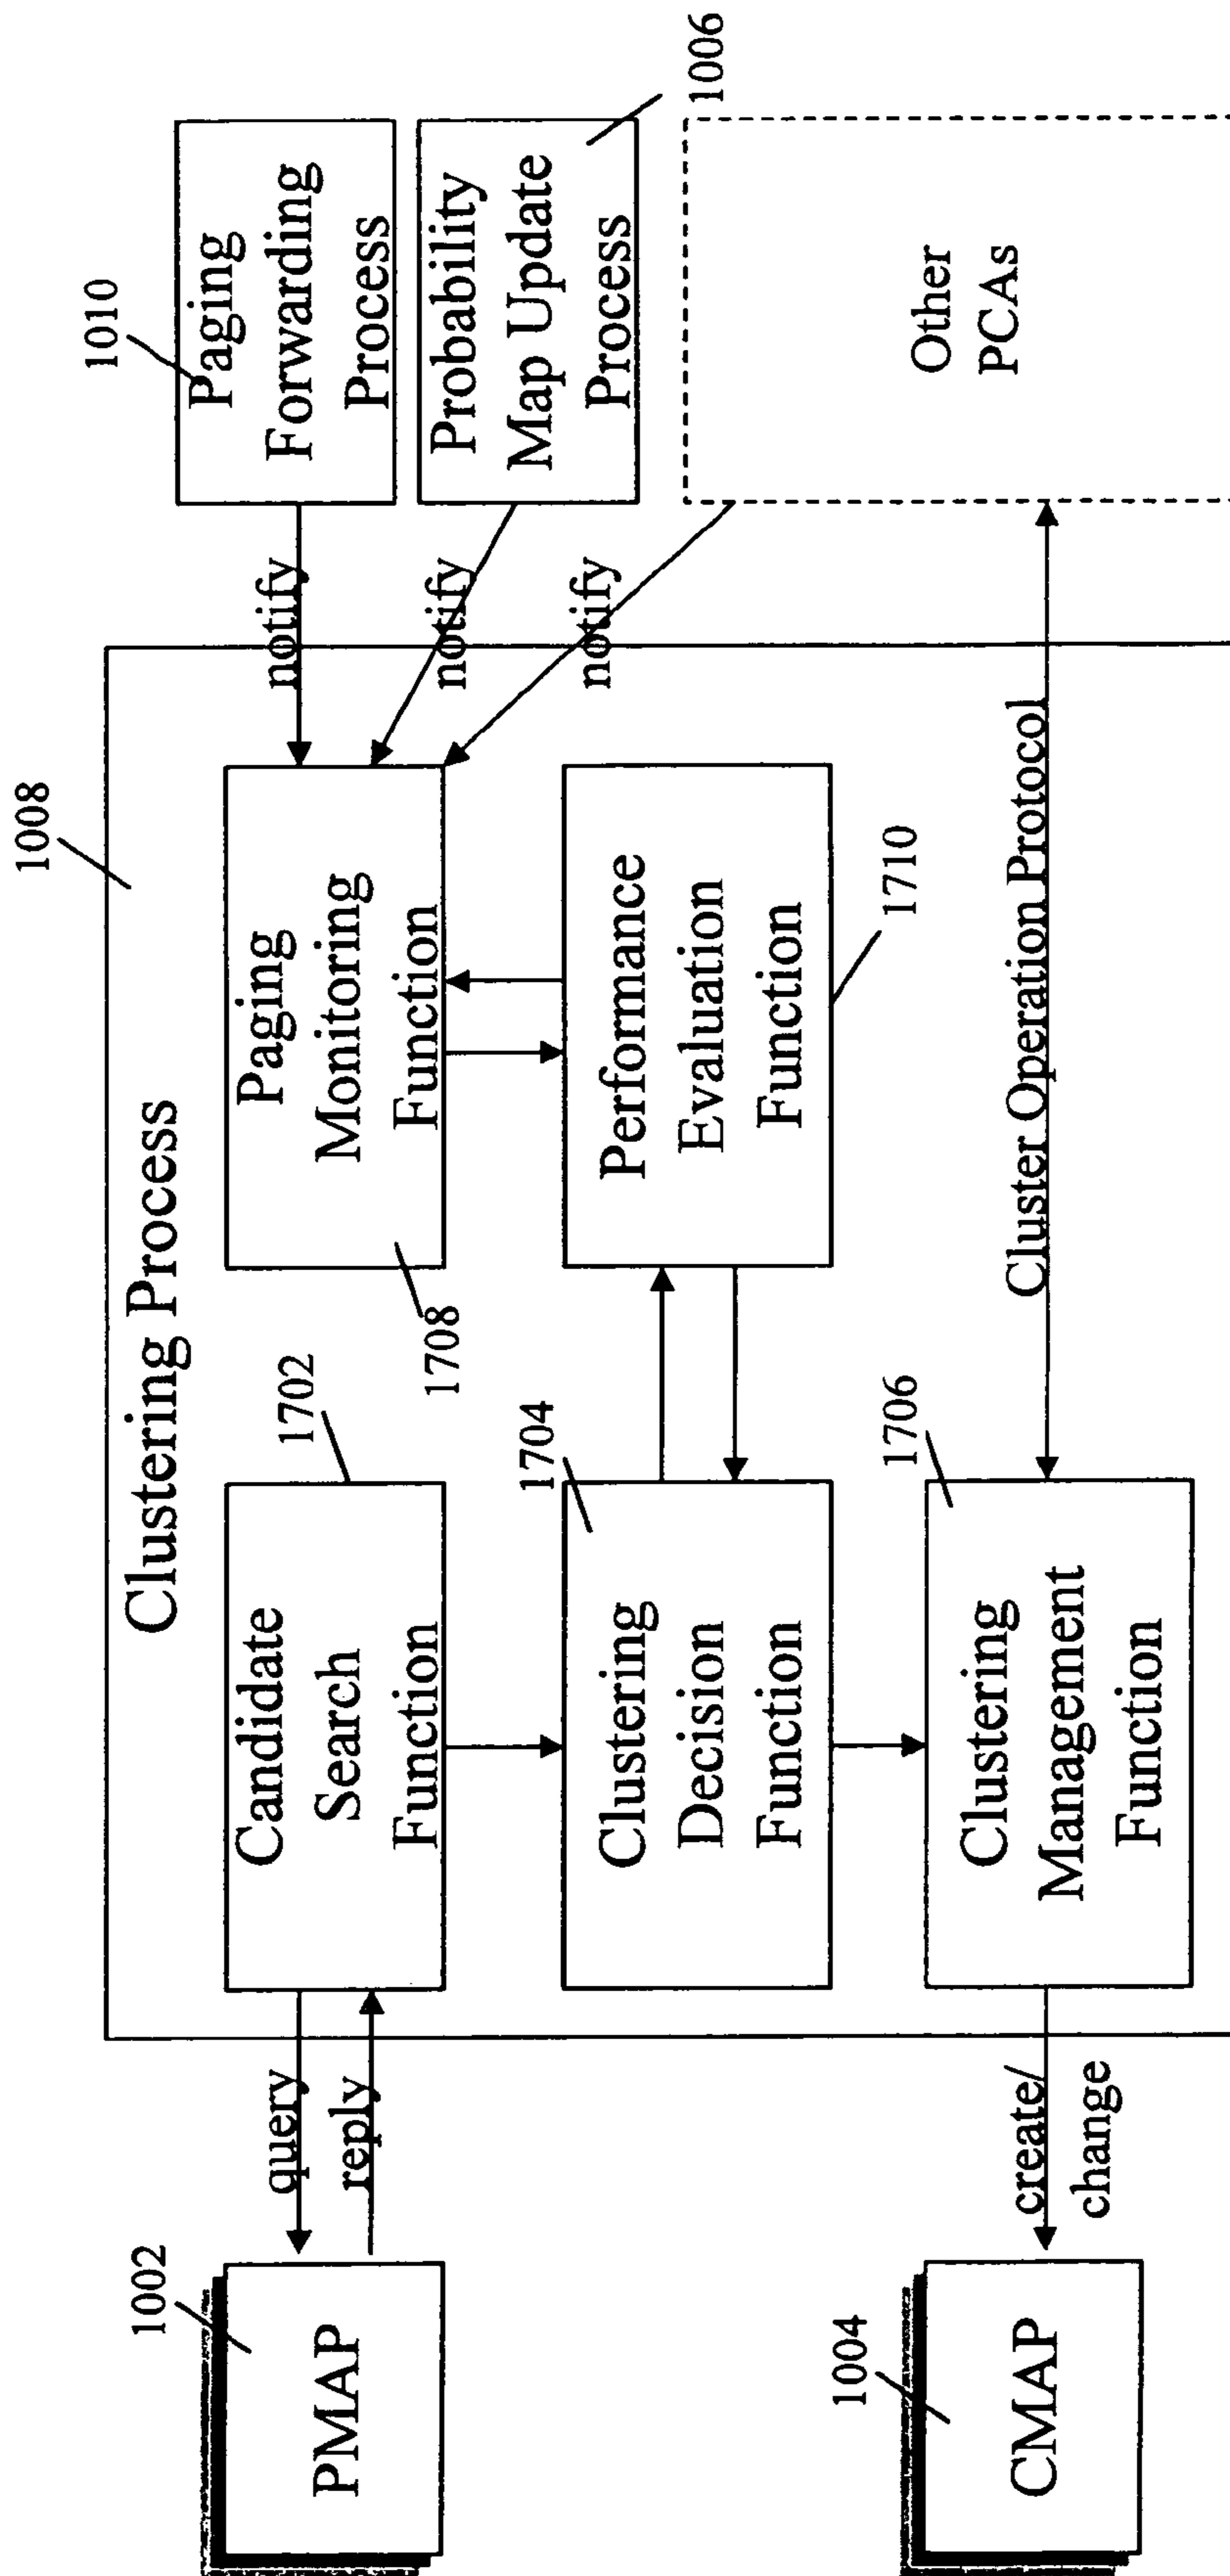 1008
Clustering Process
1002
PMAP
query
reply
Candidate
Search
Function
1702
Paging
Monitoring
Function
1708
notify
notify
notify
1010
Paging
Forwarding
Process
Probability
Map Update
Process
1006
Clustering
Decision
Function
1704
Performance
Evaluation
Function
1710
Other
PCAs
1004
CMAP
create/
change
Clustering
Management
Function
1706
Cluster Operation Protocol